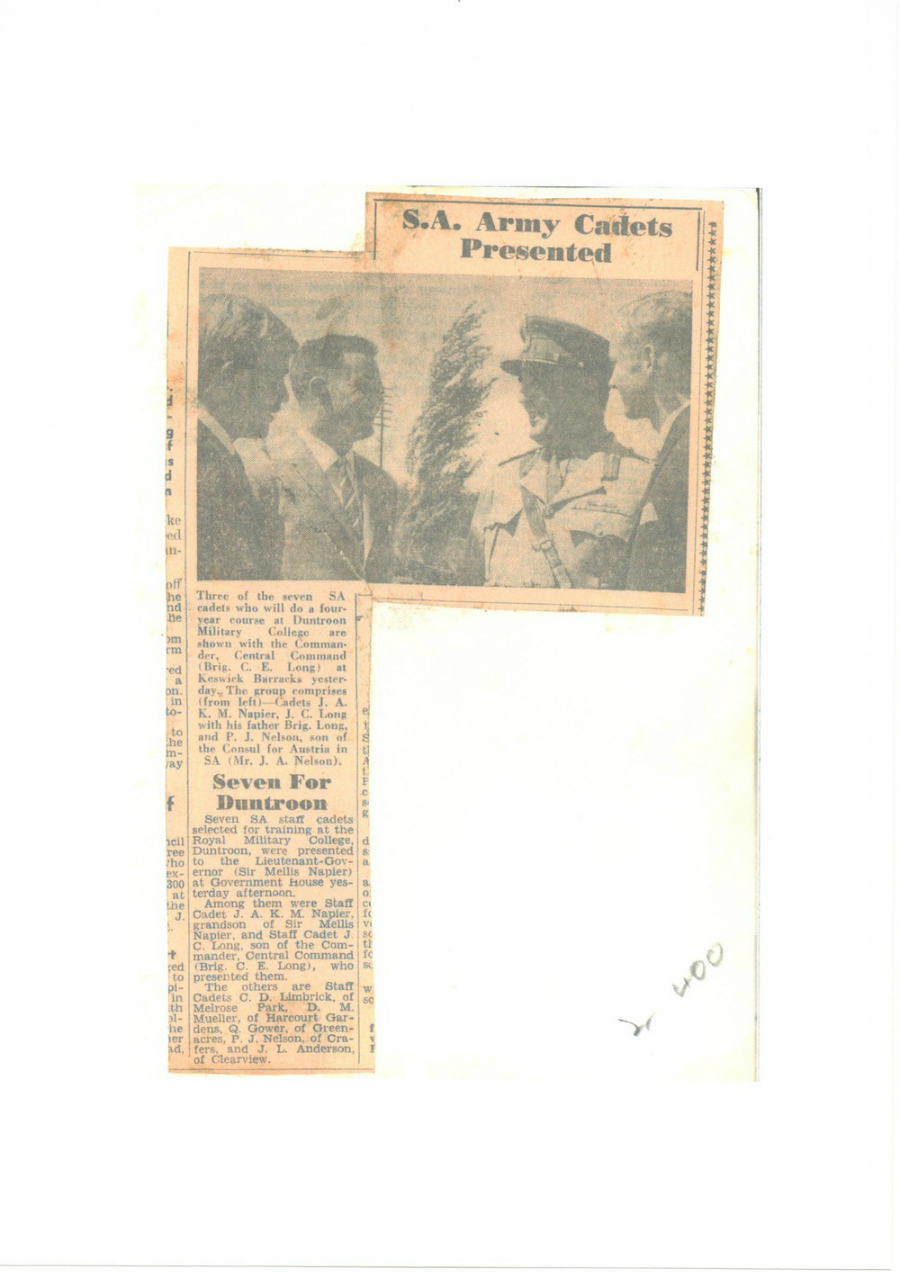 S.A. Army Cadets
Presented
Three of the seven SA
cadets who will do a four-
year course at Duntroon
Military College are
shown with the Comman-
der, Central Command
(Brig. C. E. Long) at
Keswick Barracks yester-
day. The group comprises
(from left)—Cadets J. A.
K. M. Napier, J. C. Long
with his father Brig. Long,
and P. J. Nelson, son of
the Consul for Austria in
SA (Mr. J. A. Nelson).
Seven For
Duntroon
Seven SA staff cadets
selected for training at the
Royal Military College,
Duntroon, were presented
to the Lieutenant-Gov-
ernor (Sir Mellis Napier)
at Government House yes-
terday afternoon.
Among them were Staff
Cadet J. A. K. M. Napier,
grandson of Sir Mellis
Napier, and Staff Cadet J.
C. Long, son of the Com-
mander, Central Command
(Brig. C. E. Long), who
presented them.
The others are Staff
Cadets C. D. Limbrick, of
Melrose Park, D. M.
Mueller, of Harcourt Gar-
dens, Q. Gower, of Green-
acres, P. J. Nelson, of Cra-
fers, and J. L. Anderson,
of Clearview.
400